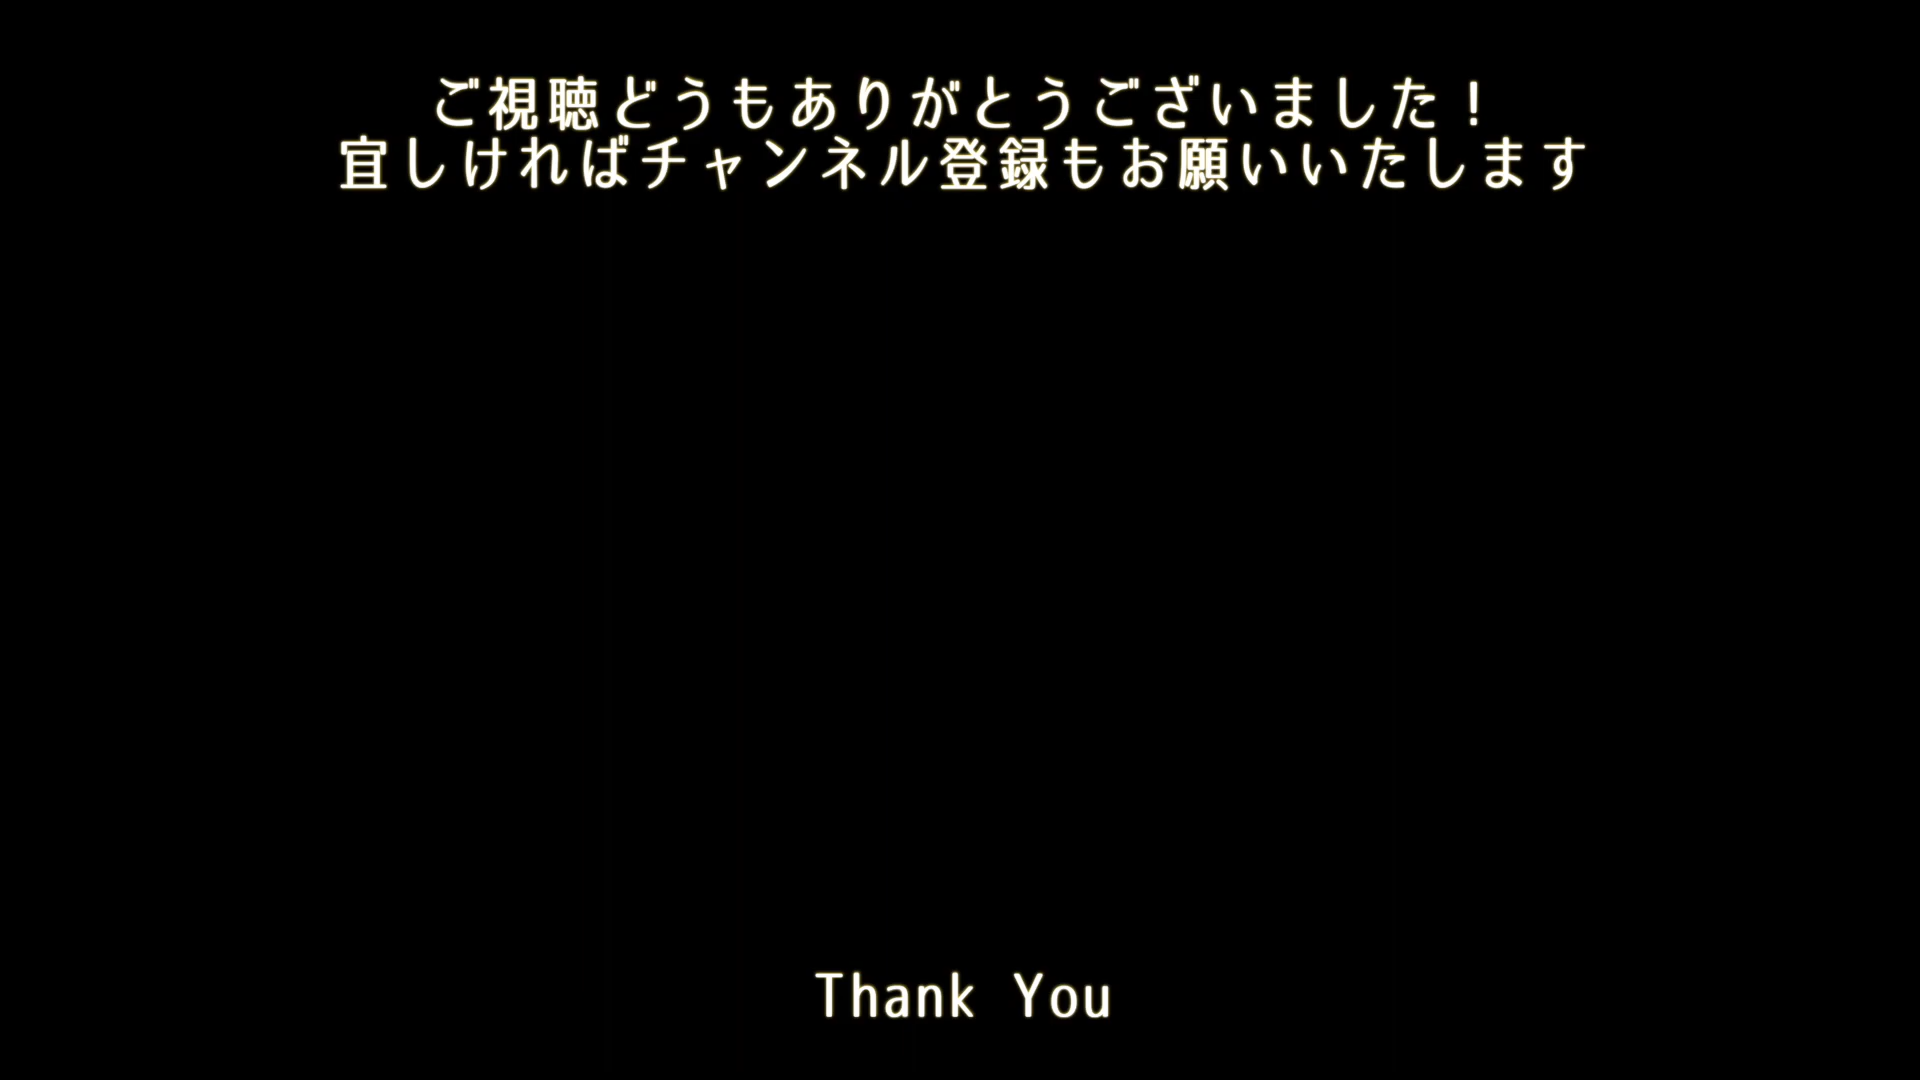 ご視聴どうもありがとうございました！
宜しければチャンネル登録もお願いいたします
Thank You